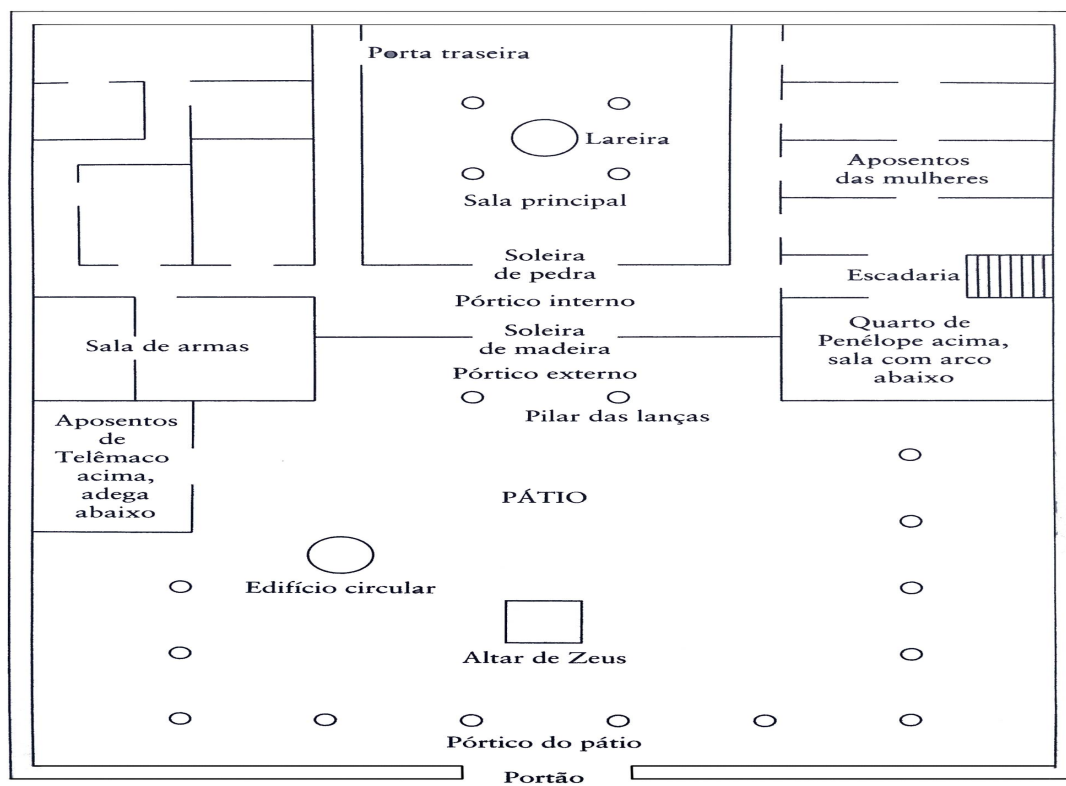 Porta traseira
Lareira
Sala principal
Aposentos
das mulheres
Soleira
de pedra
Escadaria
Pórtico interno
Soleira
de madeira
Sala de armas
Quarto de
Penélope acima,
sala com arco
abaixo
Pórtico externo
Pilar das lanças
Aposentos
de
Telêmaco
acima,
adega
abaixo
PÁTIO
Edifício circular
Altar de Zeus
Pórtico do pátio
Portão